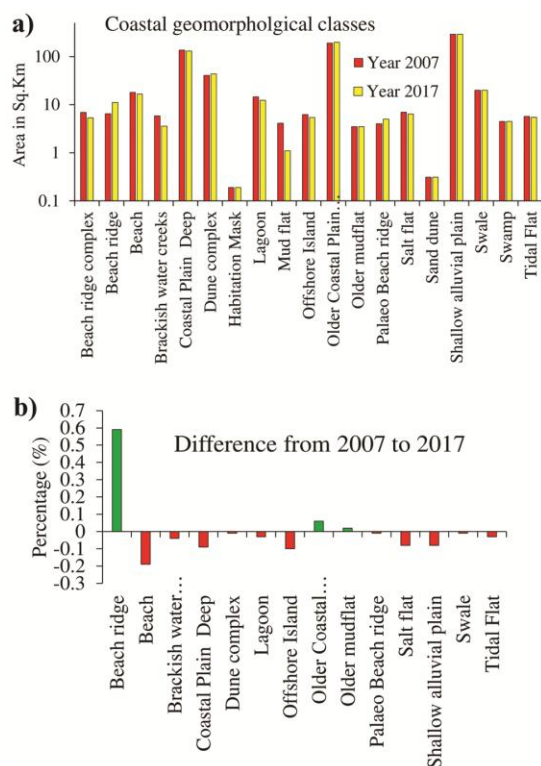 a) Coastal geomorpholgical classes
Area in Sq.Km
100
10
1
0.1
Year 2007
Year 2017
Beach ridge complex
Beach ridge
Beach
Brackish water creeks
Coastal Plain Deep
Dune complex
Habitation Mask
Lagoon
Mud flat
Offshore Island
Older Coastal Plain…
Older mudflat
Palaeo Beach ridge
Salt flat
Sand dune
Shallow alluvial plain
Swale
Swamp
Tidal Flat
b)
Difference from 2007 to 2017
Percentage (%)
0.7
0.6
0.5
0.4
0.3
0.2
0.1
0
-0.1
-0.2
-0.3
Beach ridge
Beach
Brackish water…
Coastal Plain Deep
Dune complex
Lagoon
Offshore Island
Older Coastal…
Older mudflat
Palaeo Beach ridge
Salt flat
Shallow alluvial plain
Swale
Tidal Flat